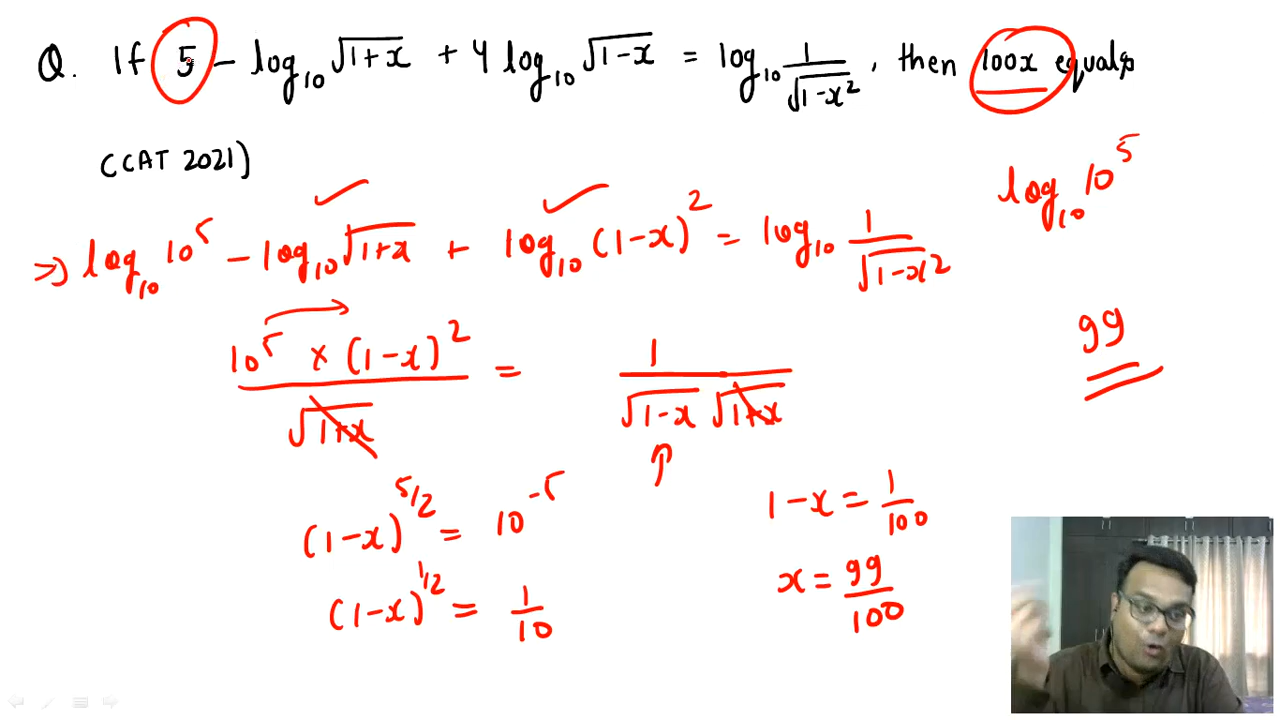 Q. If 5 - log₁₀ √(1+x) + 4 log₁₀ √(1-x) = log₁₀ 1/√(1-x²), then 100x equals
(CAT 2021)
log₁₀ 10⁵
⇒ log₁₀ 10⁵ - log₁₀ √(1+x) + log₁₀ (1-x)² = log₁₀ 1/√(1-x²)
10⁵ × (1-x)² / √(1+x) = 1 / √(1-x) √(1+x)
99
(1-x)^(5/2) = 10⁻⁵
1-x = 1/100
(1-x)^(1/2) = 1/10
x = 99/100